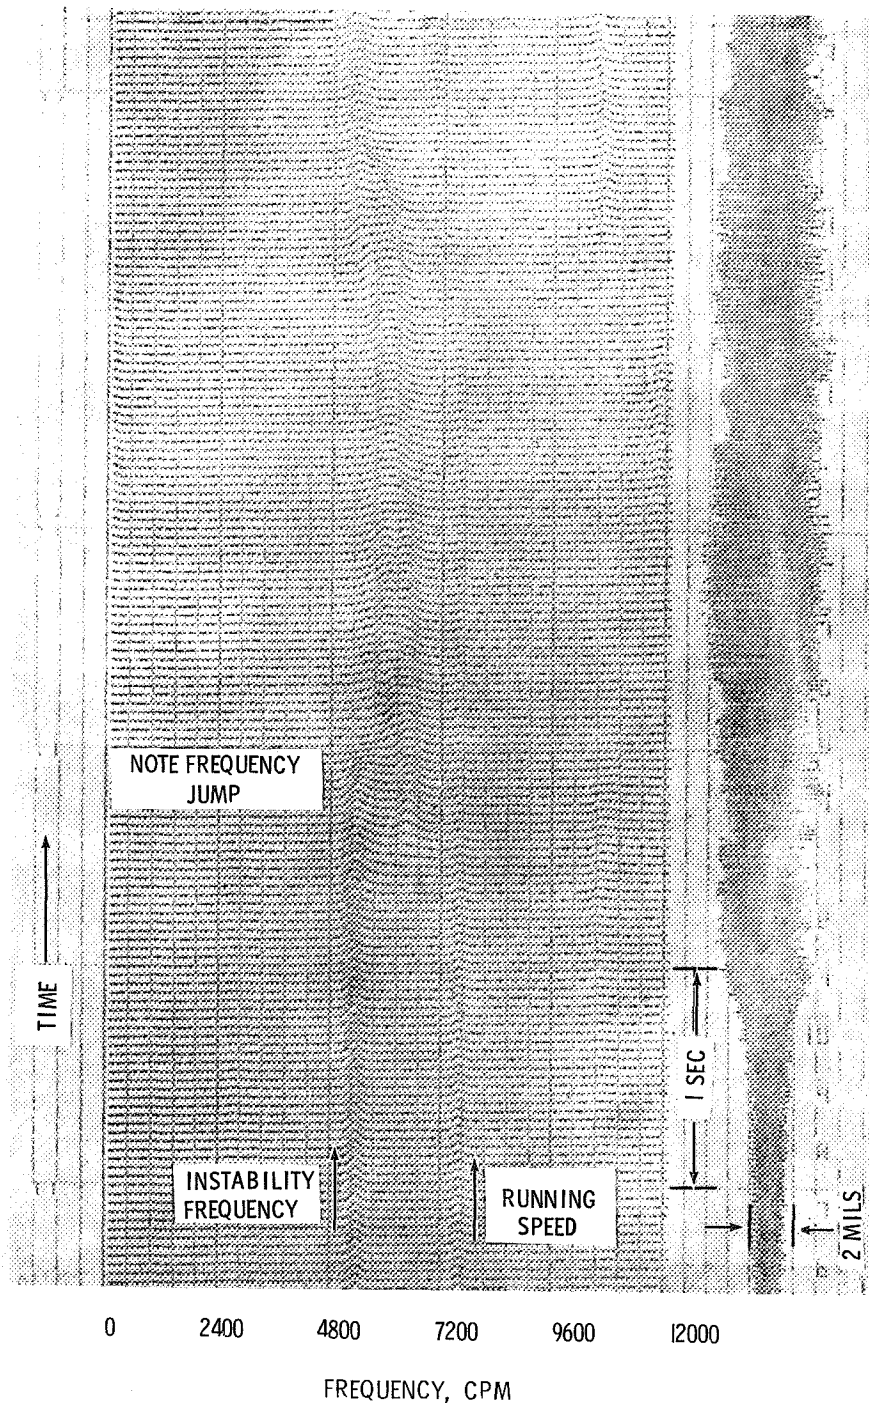 NOTE FREQUENCY
JUMP
TIME
1 SEC
INSTABILITY
FREQUENCY
RUNNING
SPEED
2 MILS
0 2400 4800 7200 9600 12000
FREQUENCY, CPM